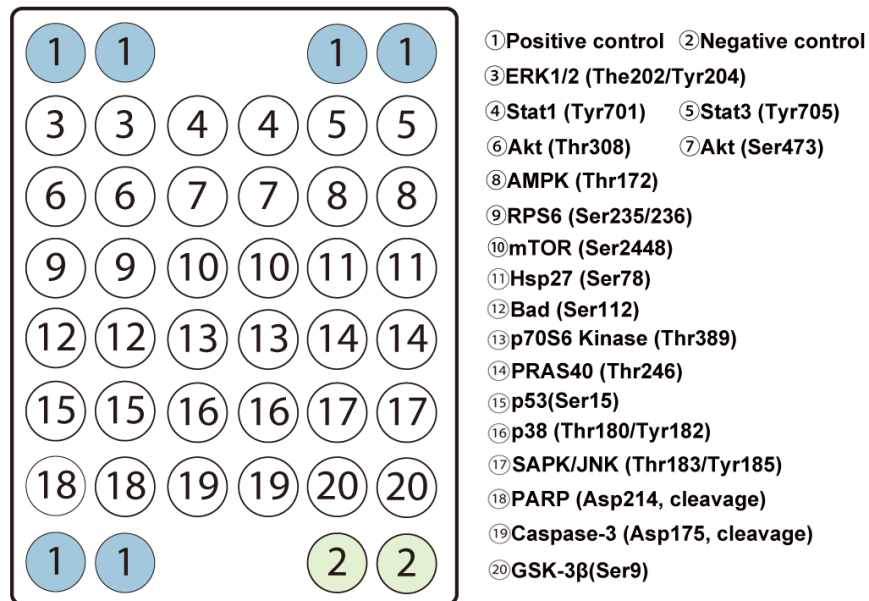 1 1 1 1
3 3 4 4 5 5
6 6 7 7 8 8
9 9 10 10 11 11
12 12 13 13 14 14
15 15 16 16 17 17
18 18 19 19 20 20
1 1 2 2
①Positive control ②Negative control
③ERK1/2 (The202/Tyr204)
④Stat1 (Tyr701) ⑤Stat3 (Tyr705)
⑥Akt (Thr308) ⑦Akt (Ser473)
⑧AMPK (Thr172)
⑨RPS6 (Ser235/236)
⑩mTOR (Ser2448)
⑪Hsp27 (Ser78)
⑫Bad (Ser112)
⑬p70S6 Kinase (Thr389)
⑭PRAS40 (Thr246)
⑮p53(Ser15)
⑯p38 (Thr180/Tyr182)
⑰SAPK/JNK (Thr183/Tyr185)
⑱PARP (Asp214, cleavage)
⑲Caspase-3 (Asp175, cleavage)
⑳GSK-3β(Ser9)